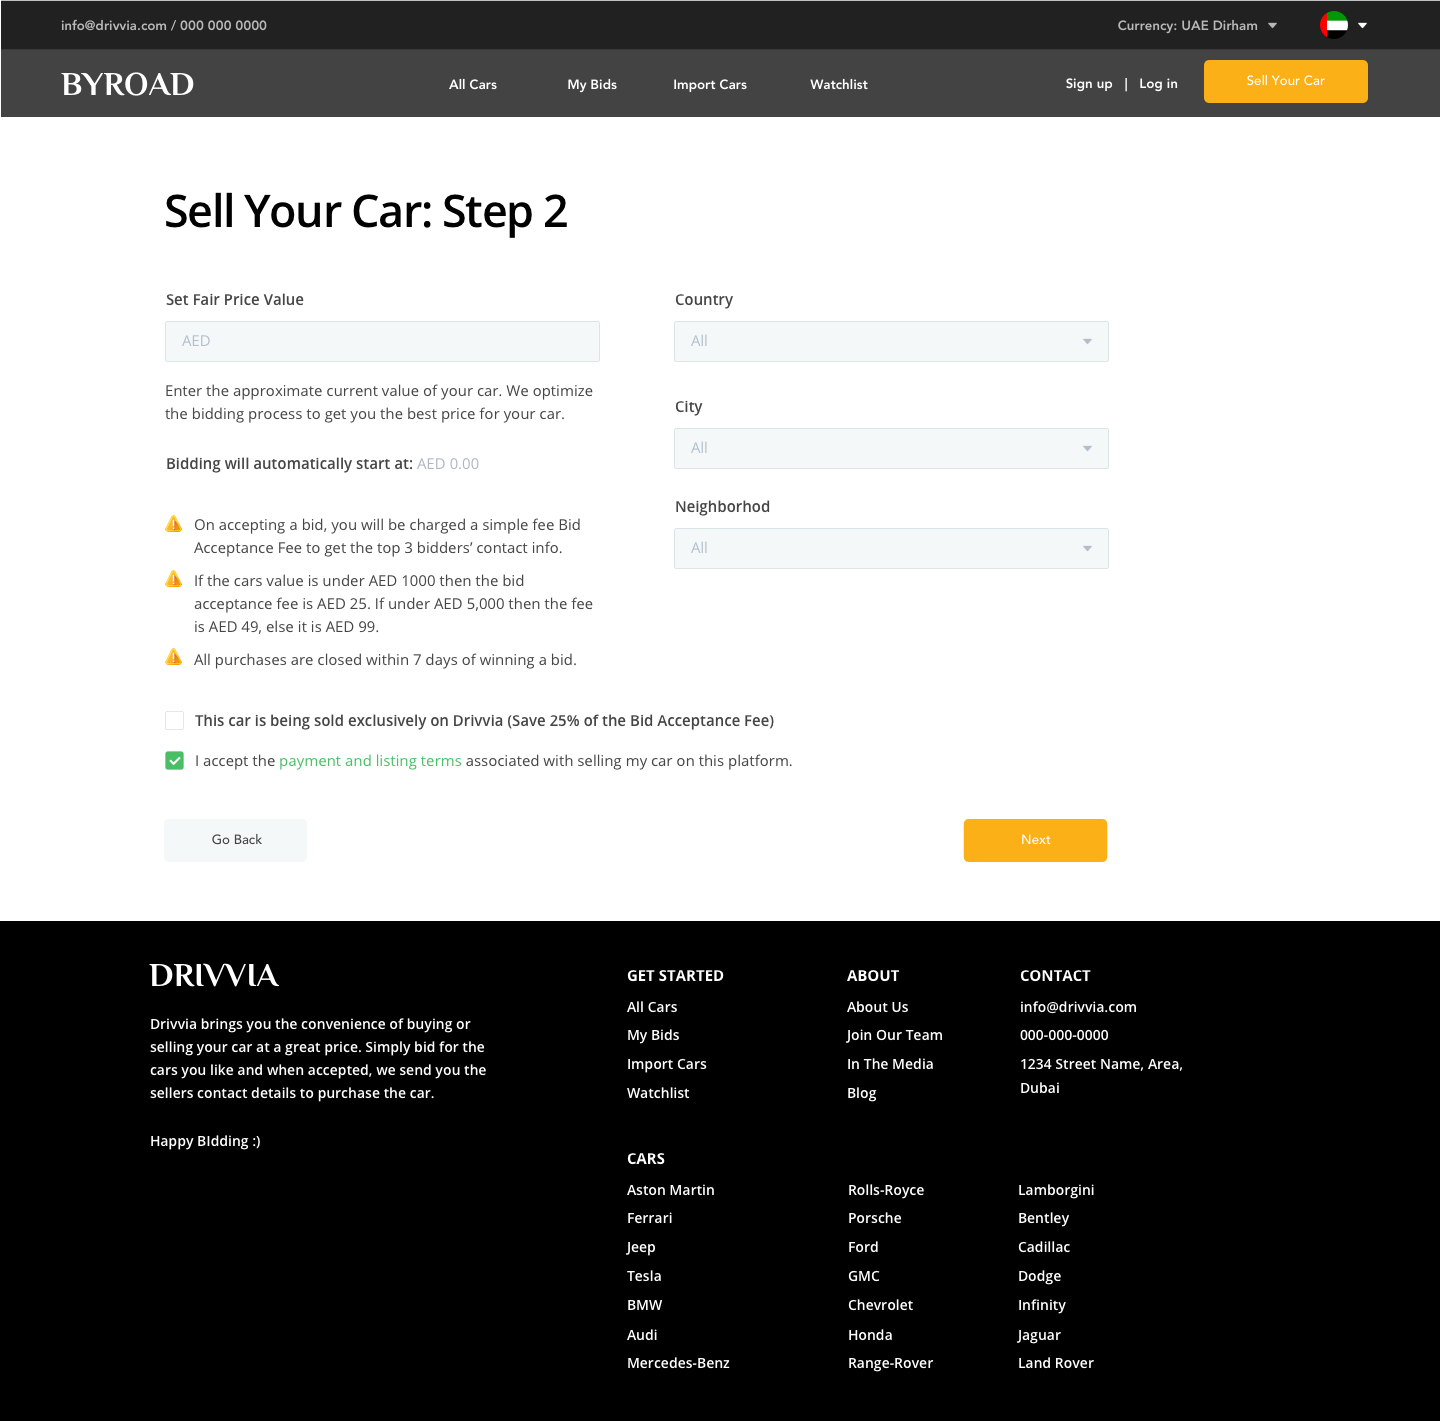 info@drivvia.com / 000 000 0000
Currency: UAE Dirham
BYROAD
All Cars
My Bids
Import Cars
Watchlist
Sign up | Log in
Sell Your Car
Sell Your Car: Step 2
Set Fair Price Value
AED
Enter the approximate current value of your car. We optimize
the bidding process to get you the best price for your car.
Bidding will automatically start at: AED 0.00
On accepting a bid, you will be charged a simple fee Bid
Acceptance Fee to get the top 3 bidders’ contact info.
If the cars value is under AED 1000 then the bid
acceptance fee is AED 25. If under AED 5,000 then the fee
is AED 49, else it is AED 99.
All purchases are closed within 7 days of winning a bid.
Country
All
City
All
Neighborhod
All
This car is being sold exclusively on Drivvia (Save 25% of the Bid Acceptance Fee)
I accept the payment and listing terms associated with selling my car on this platform.
Go Back
Next
DRIVVIA
Drivvia brings you the convenience of buying or
selling your car at a great price. Simply bid for the
cars you like and when accepted, we send you the
sellers contact details to purchase the car.
Happy BIdding :)
GET STARTED
All Cars
My Bids
Import Cars
Watchlist
ABOUT
About Us
Join Our Team
In The Media
Blog
CONTACT
info@drivvia.com
000-000-0000
1234 Street Name, Area,
Dubai
CARS
Aston Martin
Ferrari
Jeep
Tesla
BMW
Audi
Mercedes-Benz
Rolls-Royce
Porsche
Ford
GMC
Chevrolet
Honda
Range-Rover
Lamborgini
Bentley
Cadillac
Dodge
Infinity
Jaguar
Land Rover